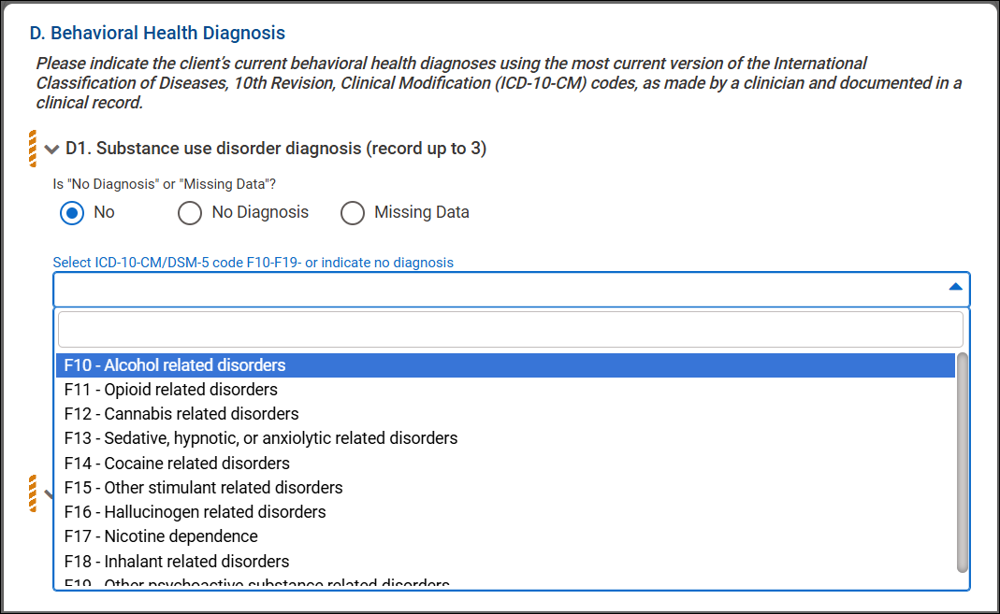 D. Behavioral Health Diagnosis
Please indicate the client's current behavioral health diagnoses using the most current version of the International
Classification of Diseases, 10th Revision, Clinical Modification (ICD-10-CM) codes, as made by a clinician and documented in a
clinical record.
D1. Substance use disorder diagnosis (record up to 3)
Is "No Diagnosis" or "Missing Data"?
No No Diagnosis Missing Data
Select ICD-10-CM/DSM-5 code F10-F19- or indicate no diagnosis
F10 - Alcohol related disorders
F11 - Opioid related disorders
F12 - Cannabis related disorders
F13 - Sedative, hypnotic, or anxiolytic related disorders
F14 - Cocaine related disorders
F15 - Other stimulant related disorders
F16 - Hallucinogen related disorders
F17 - Nicotine dependence
F18 - Inhalant related disorders
F19 - Other psychoactive substance related disorders